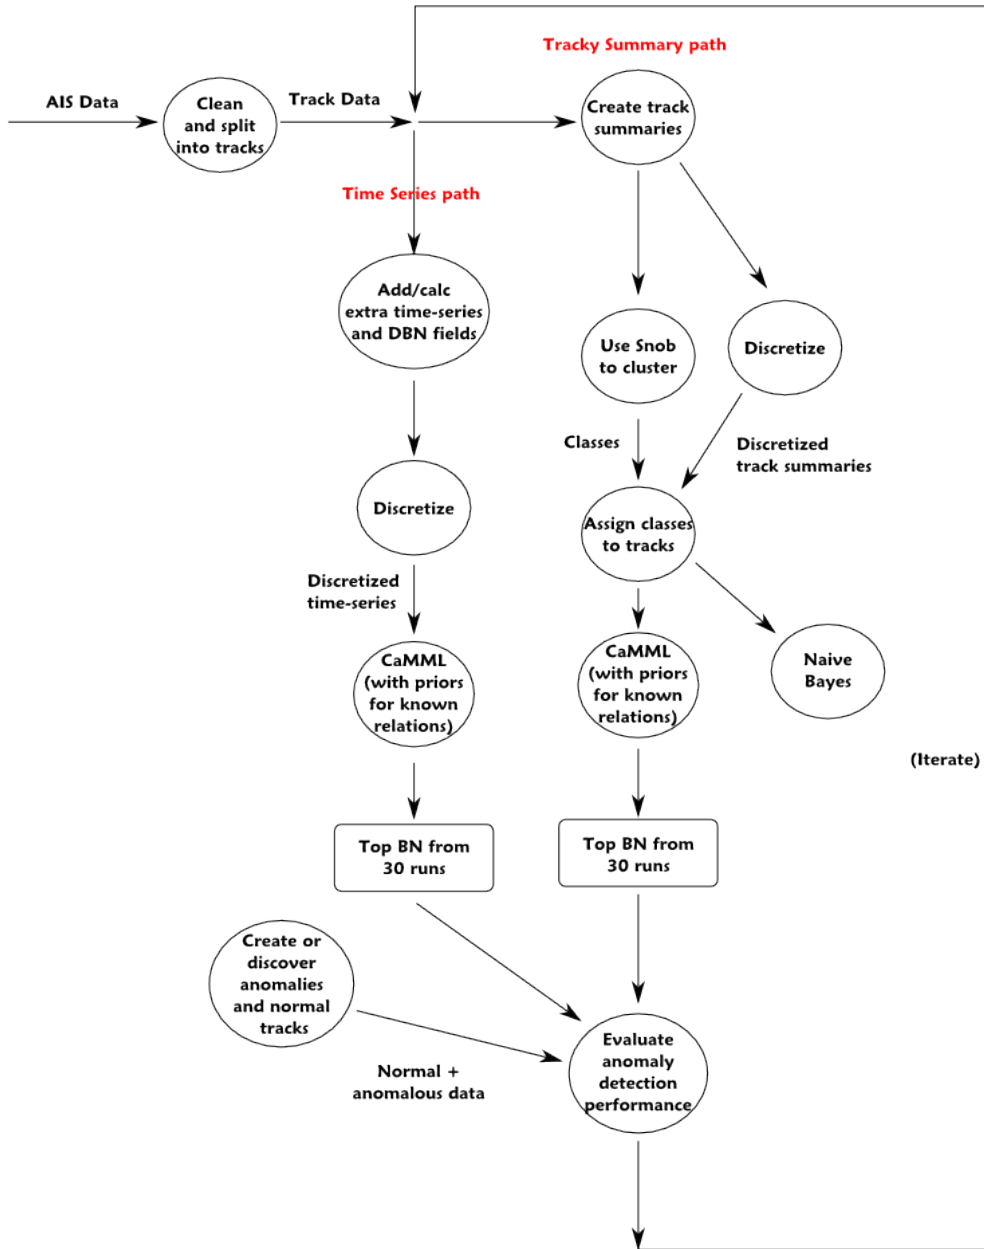 Tracky Summary path
AIS Data
Clean
and split
into tracks
Track Data
Create track
summaries
Time Series path
Add/calc
extra time-series
and DBN fields
Use Snob
to cluster
Discretize
Classes
Discretized
track summaries
Discretize
Assign classes
to tracks
Discretized
time-series
CaMML
(with priors
for known
relations)
CaMML
(with priors
for known
relations)
Naive
Bayes
(Iterate)
Top BN from
30 runs
Top BN from
30 runs
Create or
discover
anomalies
and normal
tracks
Normal +
anomalous data
Evaluate
anomaly
detection
performance